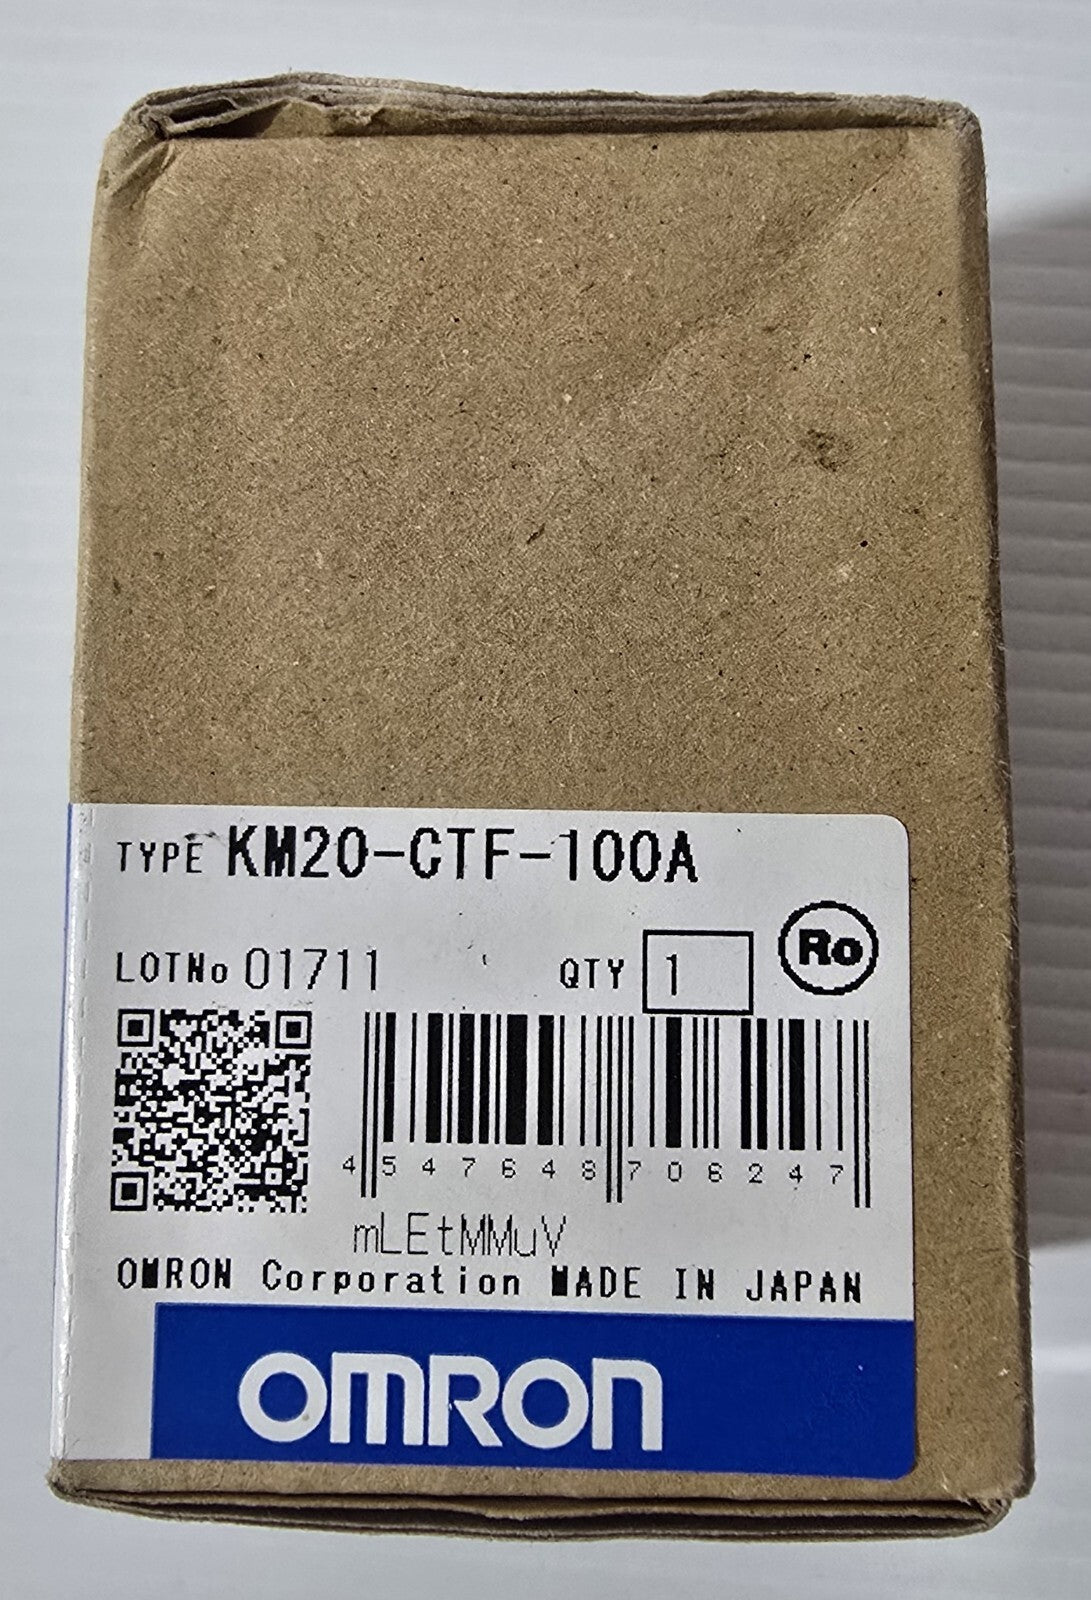 TYPE KM20-CTF-100A
LOTNo 01711 QTY 1 Ro
4 547648 706247
mLEtMMuV
OMRON Corporation MADE IN JAPAN
OMRON